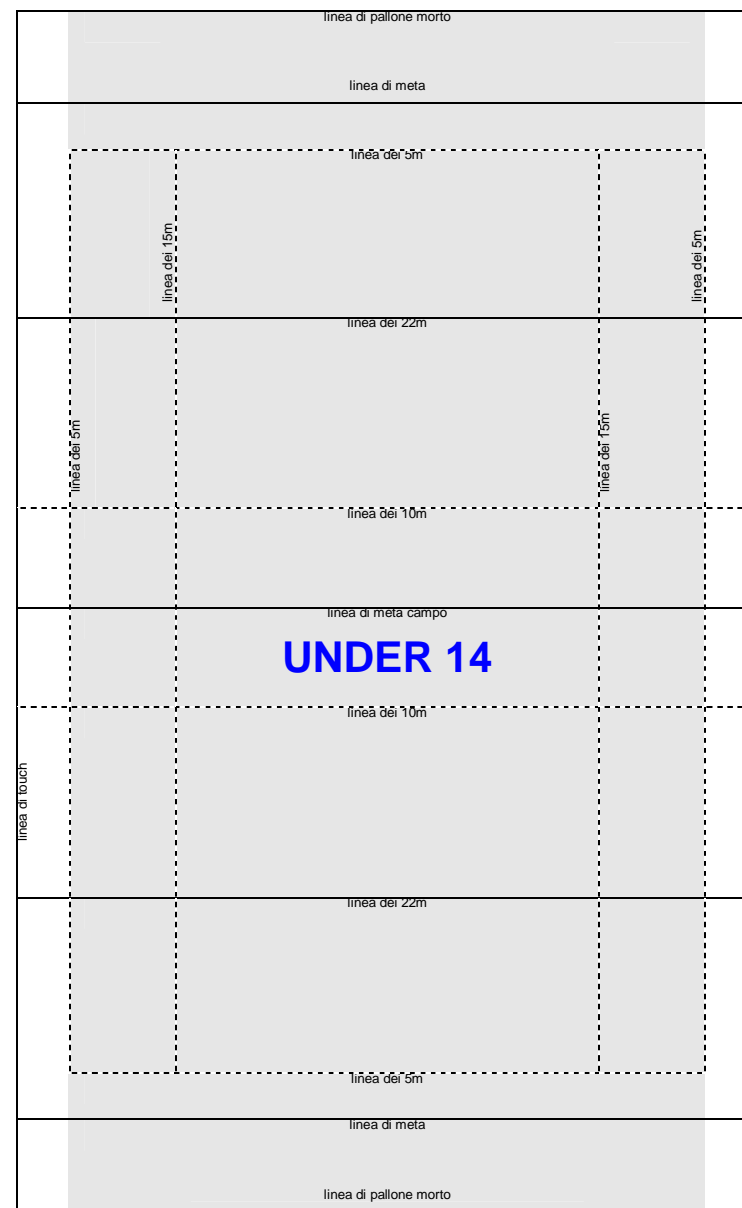 linea di pallone morto
linea di meta
linea dei 5m
linea dei 15m
linea dei 5m
linea dei 22m
linea dei 5m
linea dei 15m
linea dei 10m
linea di meta campo
UNDER 14
linea dei 10m
linea di touch
linea dei 22m
linea dei 5m
linea di meta
linea di pallone morto